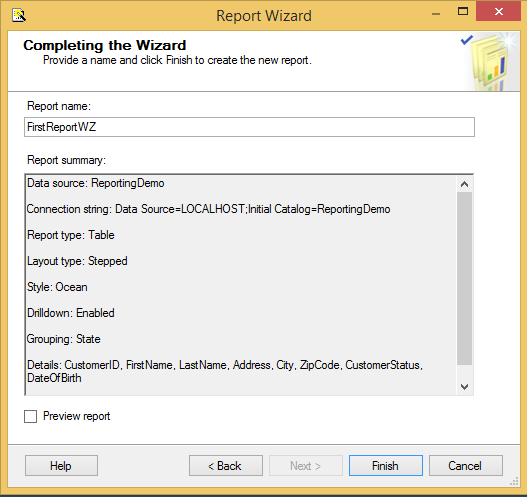 Report Wizard
Completing the Wizard
Provide a name and click Finish to create the new report.
Report name:
FirstReportWZ
Report summary:
Data source: ReportingDemo
Connection string: Data Source=LOCALHOST;Initial Catalog=ReportingDemo
Report type: Table
Layout type: Stepped
Style: Ocean
Drilldown: Enabled
Grouping: State
Details: CustomerID, FirstName, LastName, Address, City, ZipCode, CustomerStatus,
DateOfBirth
Preview report
Help
< Back
Next >
Finish
Cancel